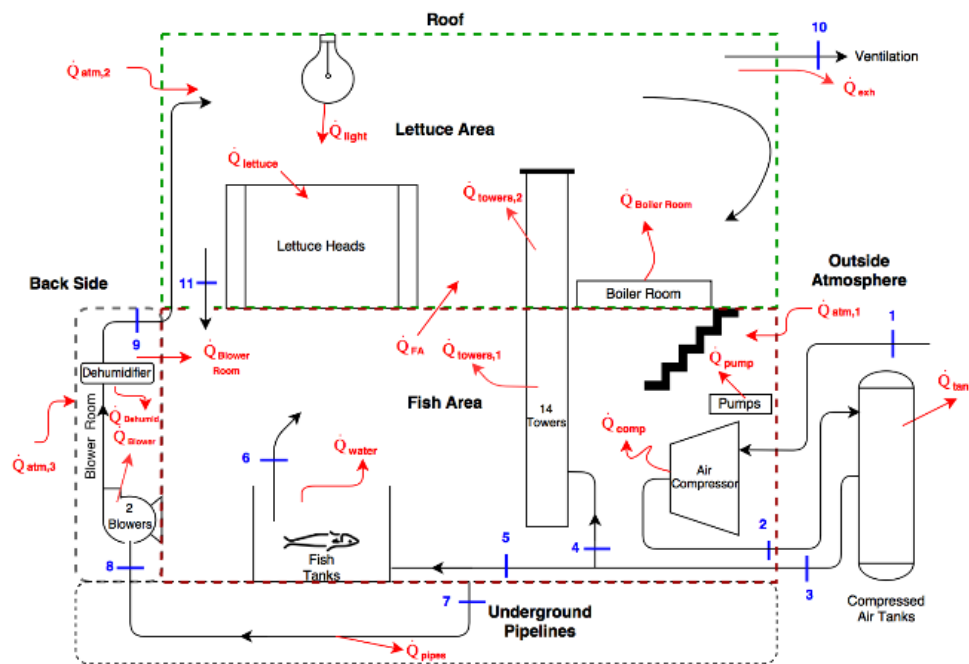 Roof
10
Ventilation
Q̇ exh
Q̇ atm,2
Q̇ light
Lettuce Area
Q̇ lettuce
Q̇ towers,2
Q̇ Boiler Room
Lettuce Heads
Back Side
11
Boiler Room
Outside
Atmosphere
9
Q̇ Blower
Room
Q̇ FA
Q̇ towers,1
Q̇ atm,1
1
Dehumidifier
Q̇ pump
Q̇ tan
Fish Area
14
Towers
Pumps
Q̇ Dehumid
Q̇ Blower
Q̇ comp
Blower Room
Q̇ atm,3
6
Q̇ water
Air
Compressor
2
Blowers
Fish
Tanks
5
4
2
8
3
7
Underground
Pipelines
Compressed
Air Tanks
Q̇ pipee